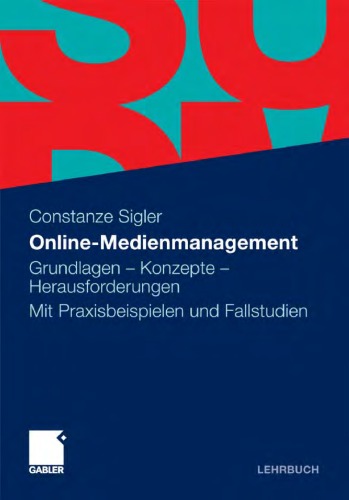 Constanze Sigler
Online-Medienmanagement
Grundlagen – Konzepte –
Herausforderungen
Mit Praxisbeispielen und Fallstudien
GABLER
LEHRBUCH